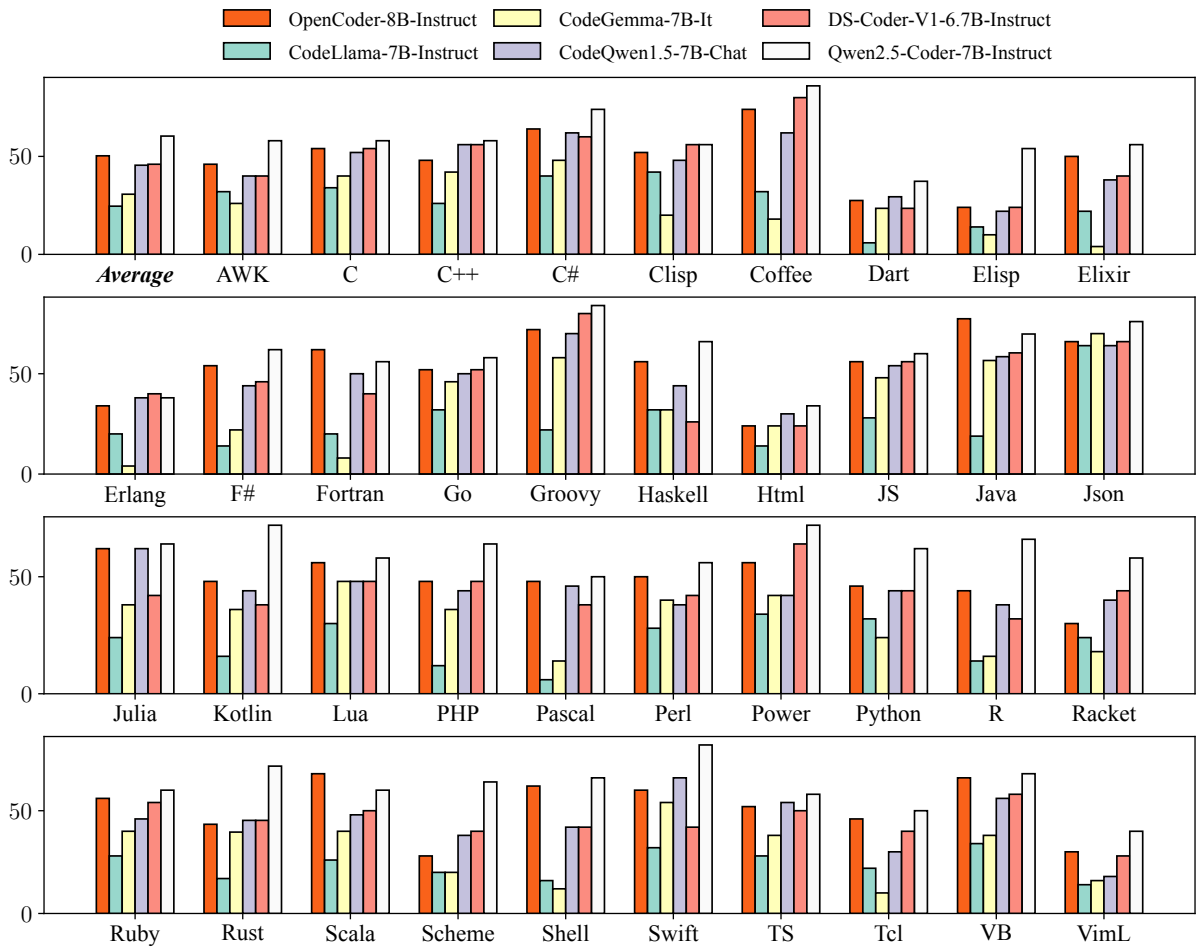 OpenCoder-8B-Instruct CodeGemma-7B-It DS-Coder-V1-6.7B-Instruct
CodeLlama-7B-Instruct CodeQwen1.5-7B-Chat Qwen2.5-Coder-7B-Instruct
50
0
Average AWK C C++ C# Clisp Coffee Dart Elisp Elixir
50
0
Erlang F# Fortran Go Groovy Haskell Html JS Java Json
50
0
Julia Kotlin Lua PHP Pascal Perl Power Python R Racket
50
0
Ruby Rust Scala Scheme Shell Swift TS Tcl VB VimL